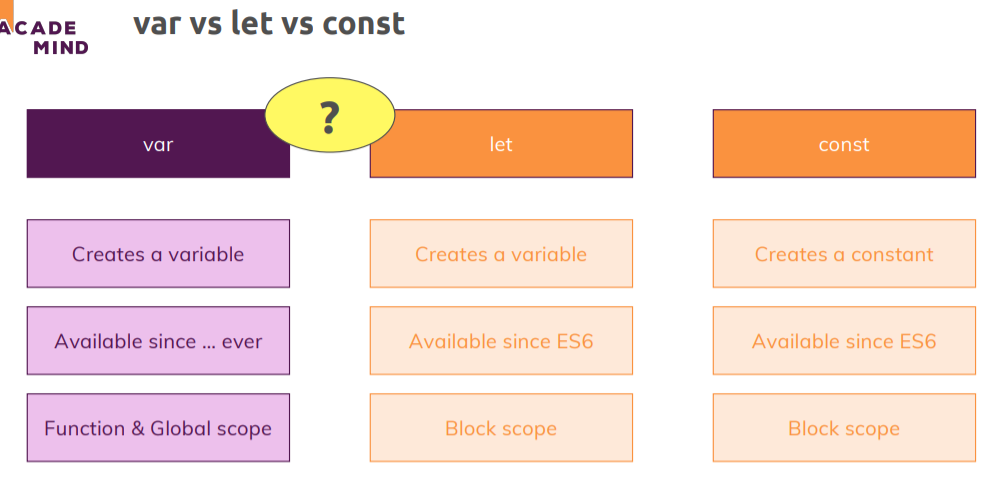 ACADE
MIND
var vs let vs const
?
var
let
const
Creates a variable
Creates a variable
Creates a constant
Available since ... ever
Available since ES6
Available since ES6
Function & Global scope
Block scope
Block scope